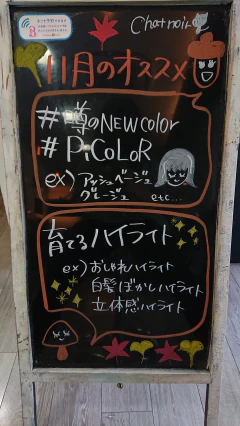 Chatnoir
11月のオススメ
#噂のNEWcolor
#PiCoLoR
ex) アッシュベージュ
グレージュ
etc...
育てるハイライト
ex) おしゃれハイライト
白髪ぼかしハイライト
立体感ハイライト